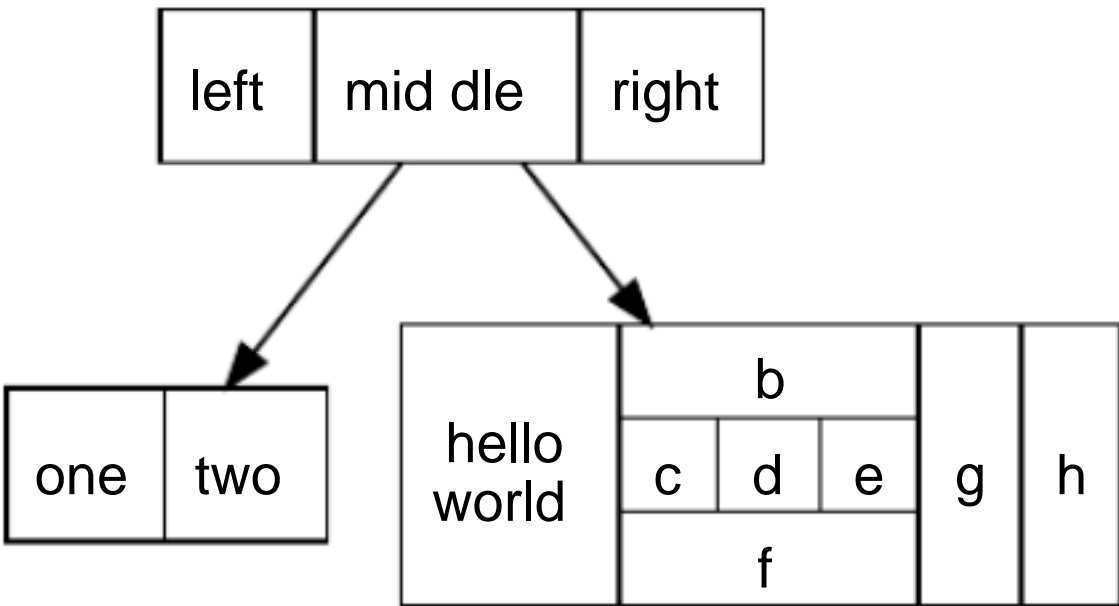 left mid dle right
one two
hello
world
b
c d e
f
g h